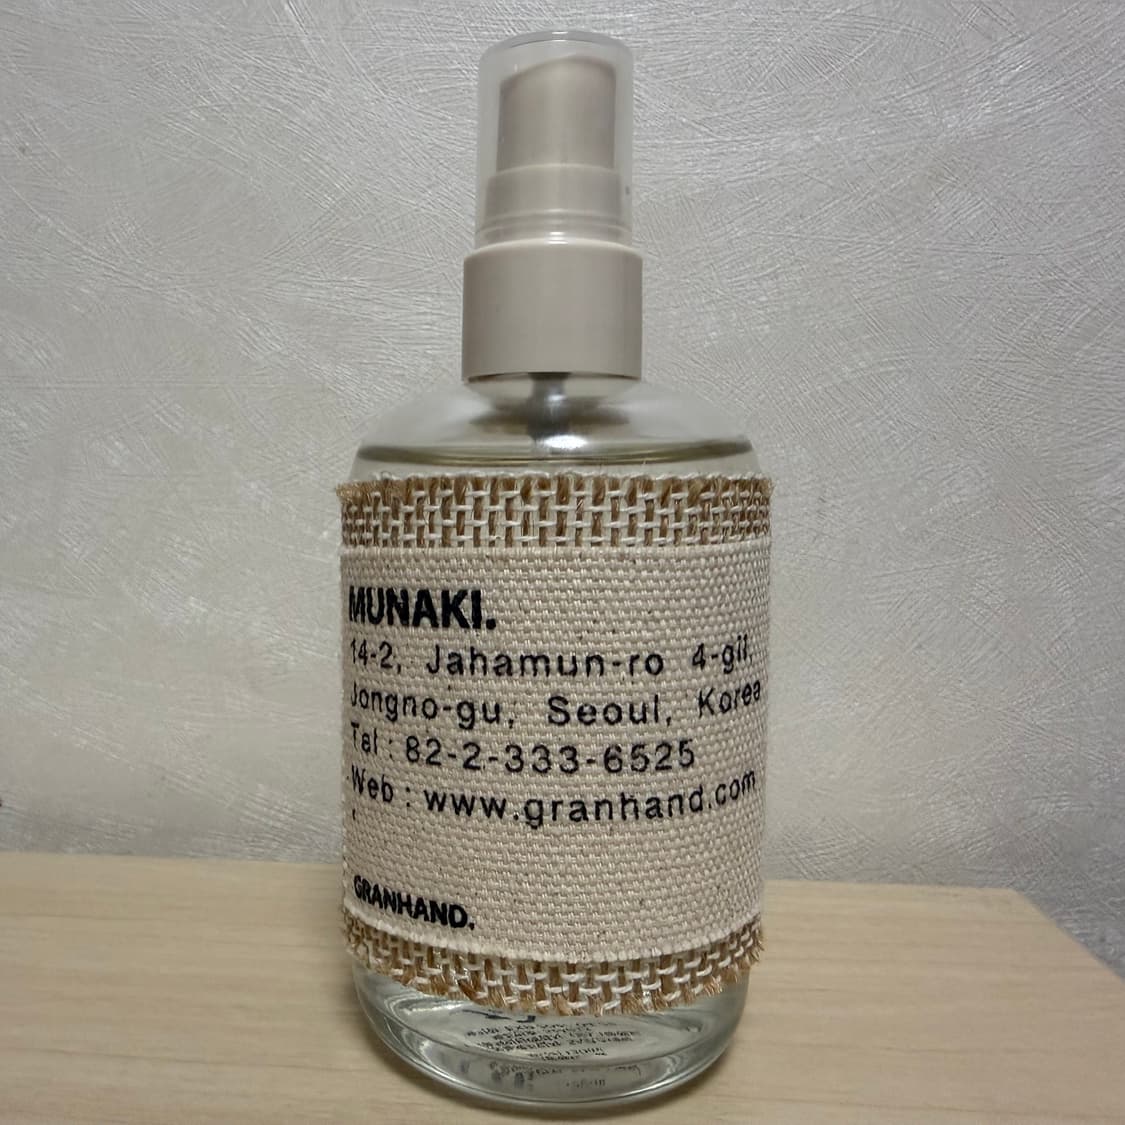 MUNAKI.
14-2, Jahamun-ro 4-gil,
Jongno-gu, Seoul, Korea
Tel : 82-2-333-6525
Web : www.granhand.com
GRANHAND.